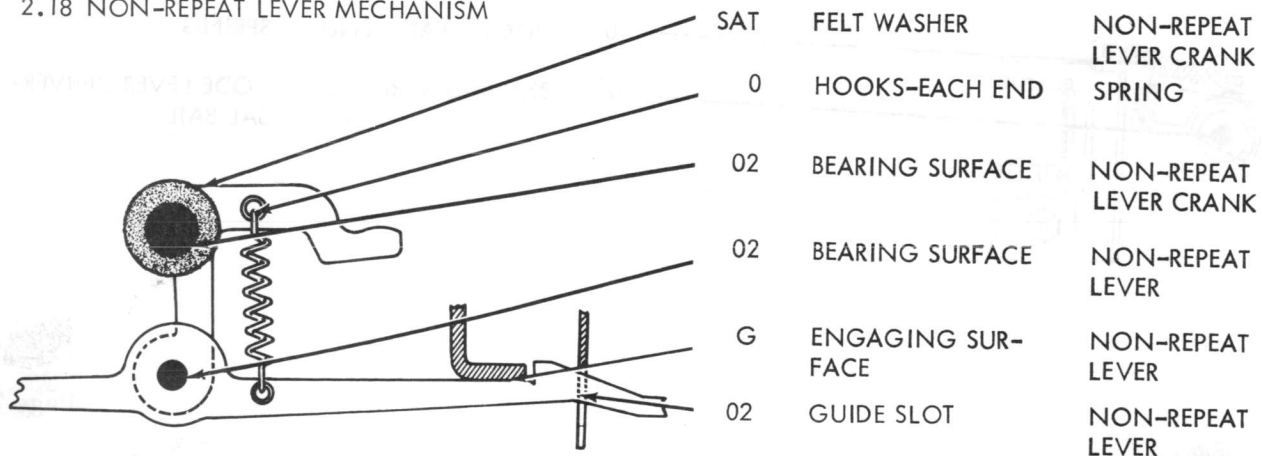 2.18 NON-REPEAT LEVER MECHANISM
SAT FELT WASHER NON-REPEAT
LEVER CRANK
0 HOOKS-EACH END SPRING
02 BEARING SURFACE NON-REPEAT
LEVER CRANK
02 BEARING SURFACE NON-REPEAT
LEVER
G ENGAGING SUR- NON-REPEAT
FACE LEVER
02 GUIDE SLOT NON-REPEAT
LEVER